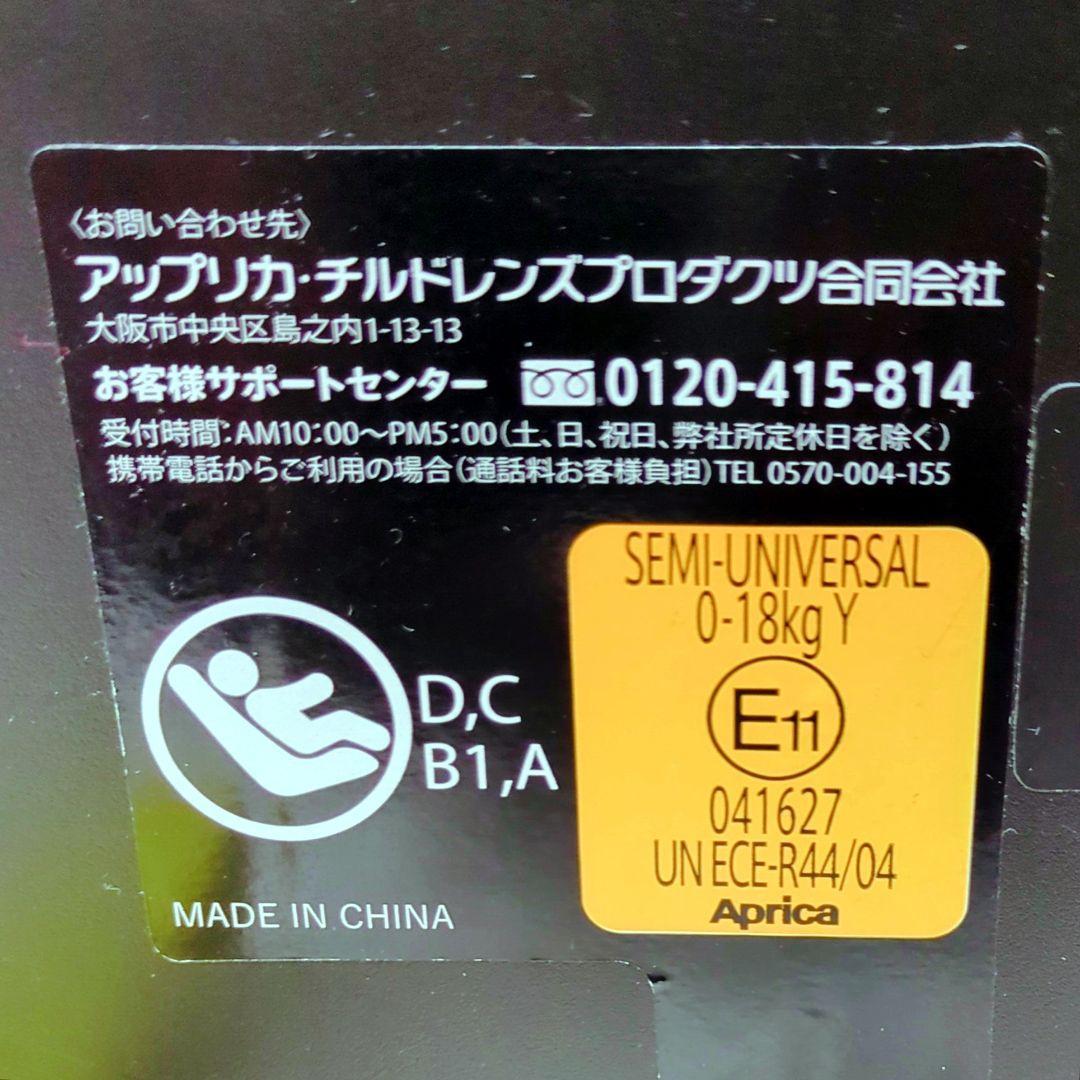 〈お問い合わせ先〉
アップリカ・チルドレンズプロダクツ合同会社
大阪市中央区島之内1-13-13
お客様サポートセンター 0120-415-814
受付時間:AM10:00～PM5:00(土、日、祝日、弊社所定休日を除く)
携帯電話からご利用の場合(通話料お客様負担)TEL 0570-004-155
SEMI-UNIVERSAL
0-18kg Y
E11
041627
UN ECE-R44/04
Aprica
D,C
B1,A
MADE IN CHINA